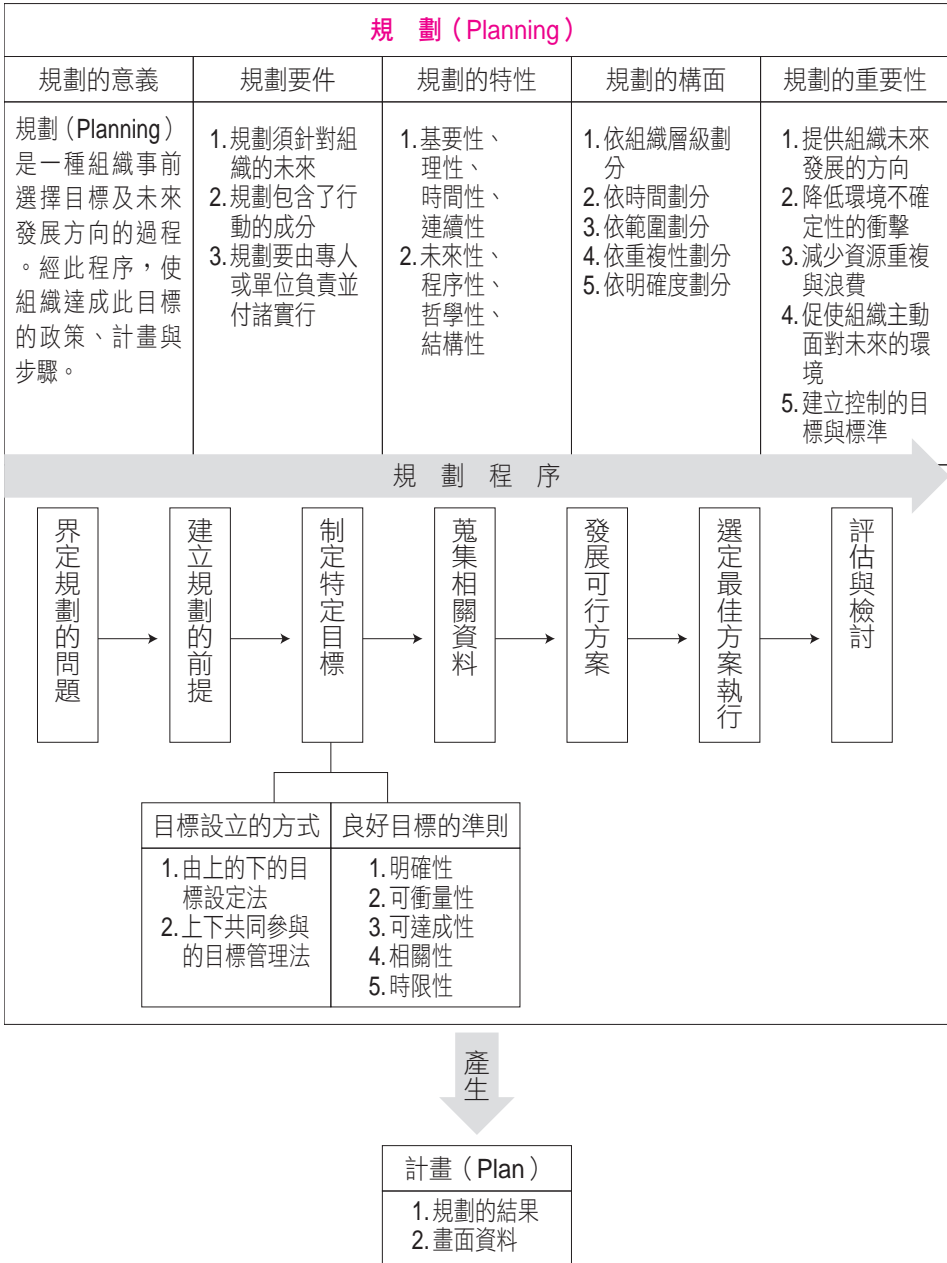 規 劃（Planning）
規劃的意義
規劃（Planning）
是一種組織事前
選擇目標及未來
發展方向的過程
。經此程序，使
組織達成此目標
的政策、計畫與
步驟。
規劃要件
1.規劃須針對組
織的未來
2.規劃包含了行
動的成分
3.規劃要由專人
或單位負責並
付諸實行
規劃的特性
1.基要性、
理性、
時間性、
連續性
2.未來性、
程序性、
哲學性、
結構性
規劃的構面
1.依組織層級劃
分
2.依時間劃分
3.依範圍劃分
4.依重複性劃分
5.依明確度劃分
規劃的重要性
1.提供組織未來
發展的方向
2.降低環境不確
定性的衝擊
3.減少資源重複
與浪費
4.促使組織主動
面對未來的環
境
5.建立控制的目
標與標準
規 劃 程 序
界定規劃的問題
建立規劃的前提
制定特定目標
蒐集相關資料
發展可行方案
選定最佳方案執行
評估與檢討
目標設立的方式
1.由上的下的目
標設定法
2.上下共同參與
的目標管理法
良好目標的準則
1.明確性
2.可衡量性
3.可達成性
4.相關性
5.時限性
產生
計畫（Plan）
1.規劃的結果
2.畫面資料